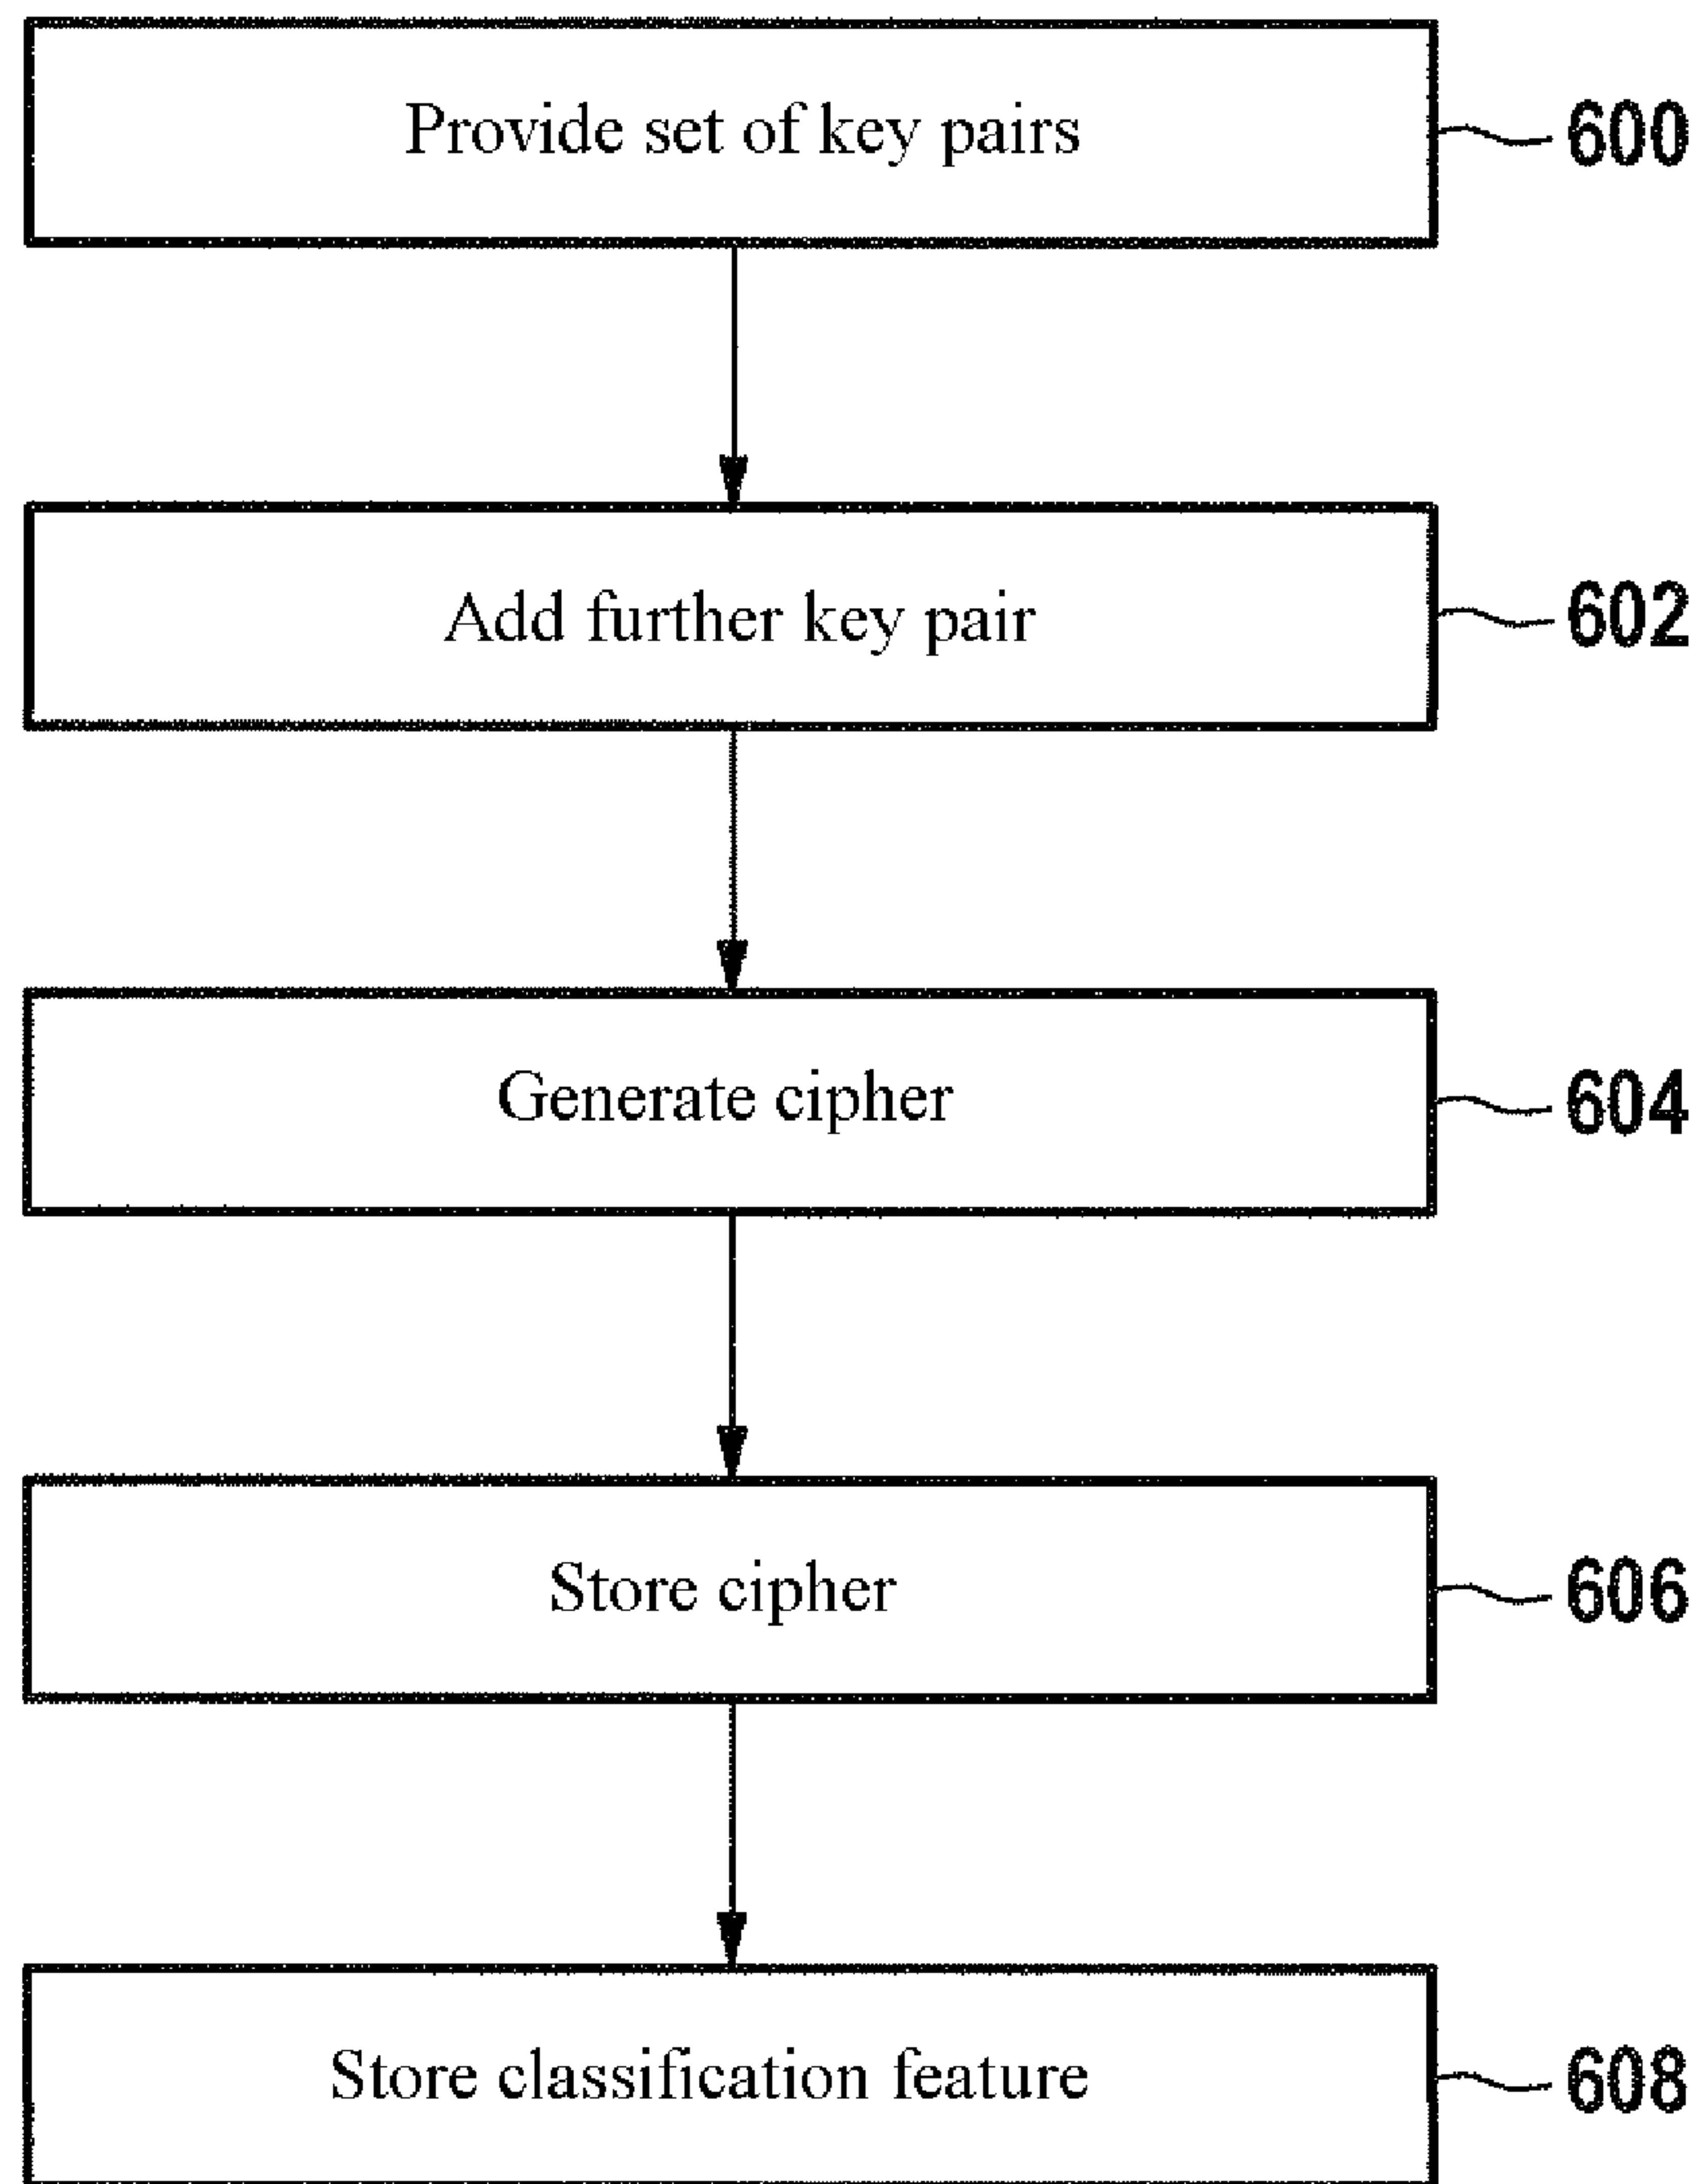 Provide set of key pairs
600
Add further key pair
602
Generate cipher
604
Store cipher
606
Store classification feature
608